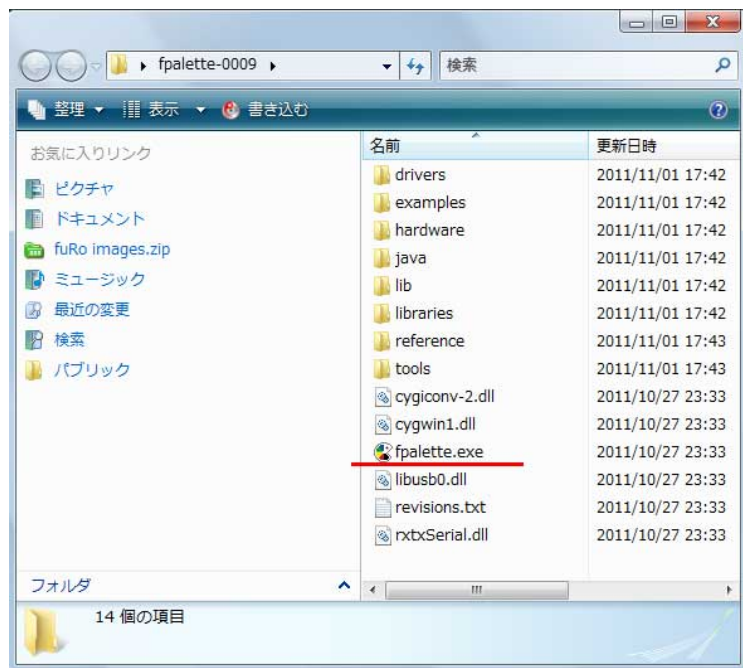 fpalette-0009
検索
整理 表示 書き込む
お気に入りリンク
ピクチャ
ドキュメント
fuRo images.zip
ミュージック
最近の変更
検索
パブリック
フォルダ
名前 更新日時
drivers 2011/11/01 17:42
examples 2011/11/01 17:42
hardware 2011/11/01 17:42
java 2011/11/01 17:42
lib 2011/11/01 17:42
libraries 2011/11/01 17:42
reference 2011/11/01 17:43
tools 2011/11/01 17:43
cygiconv-2.dll 2011/10/27 23:33
cygwin1.dll 2011/10/27 23:33
fpalette.exe 2011/10/27 23:33
libusb0.dll 2011/10/27 23:33
revisions.txt 2011/10/27 23:33
rxtxSerial.dll 2011/10/27 23:33
14 個の項目